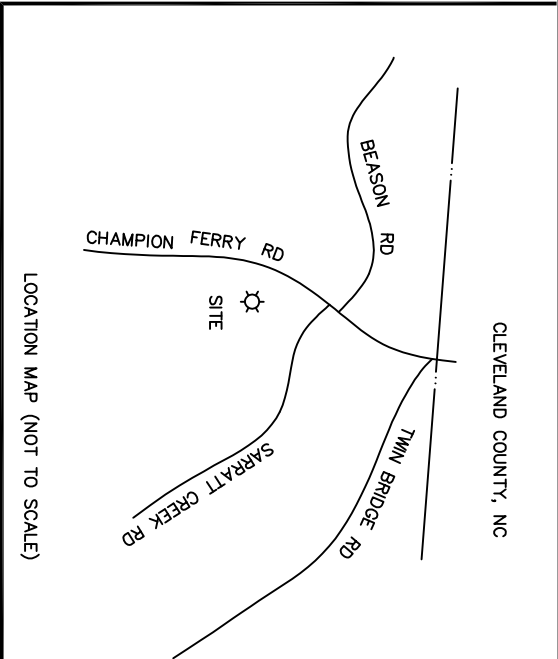 CLEVELAND COUNTY, NC
BEASON RD
TWIN BRIDGE RD
CHAMPION FERRY RD
SITE
SARRATT CREEK RD
LOCATION MAP (NOT TO SCALE)